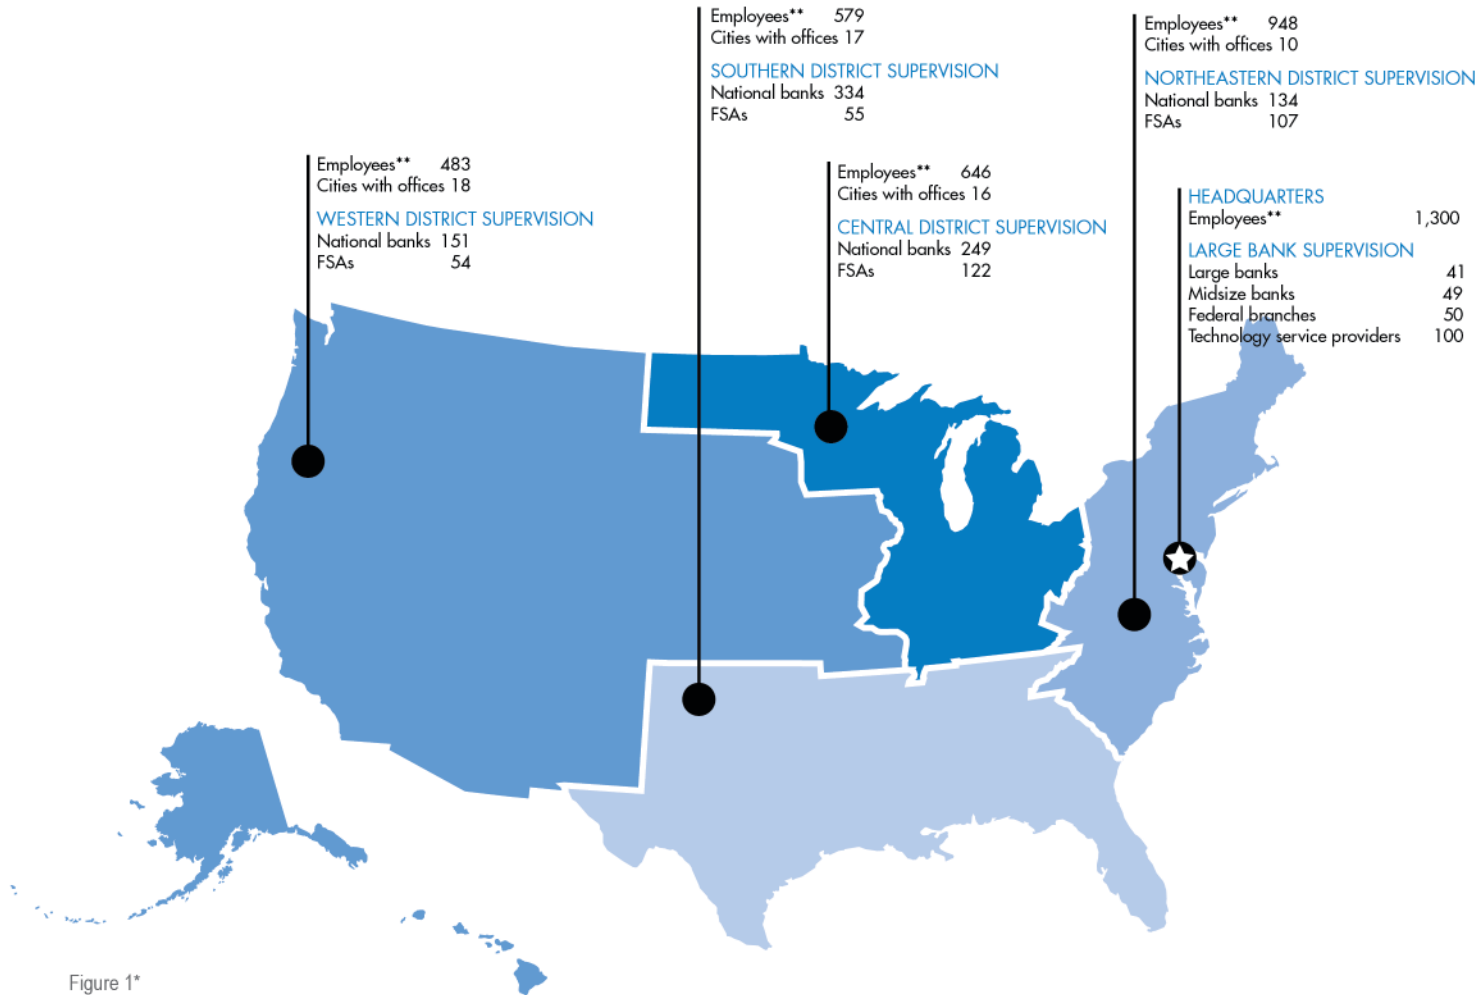 Employees** 579
Cities with offices 17
SOUTHERN DISTRICT SUPERVISION
National banks 334
FSAs 55
Employees** 948
Cities with offices 10
NORTHEASTERN DISTRICT SUPERVISION
National banks 134
FSAs 107
Employees** 483
Cities with offices 18
WESTERN DISTRICT SUPERVISION
National banks 151
FSAs 54
Employees** 646
Cities with offices 16
CENTRAL DISTRICT SUPERVISION
National banks 249
FSAs 122
HEADQUARTERS
Employees** 1,300
LARGE BANK SUPERVISION
Large banks 41
Midsize banks 49
Federal branches 50
Technology service providers 100
Figure 1*